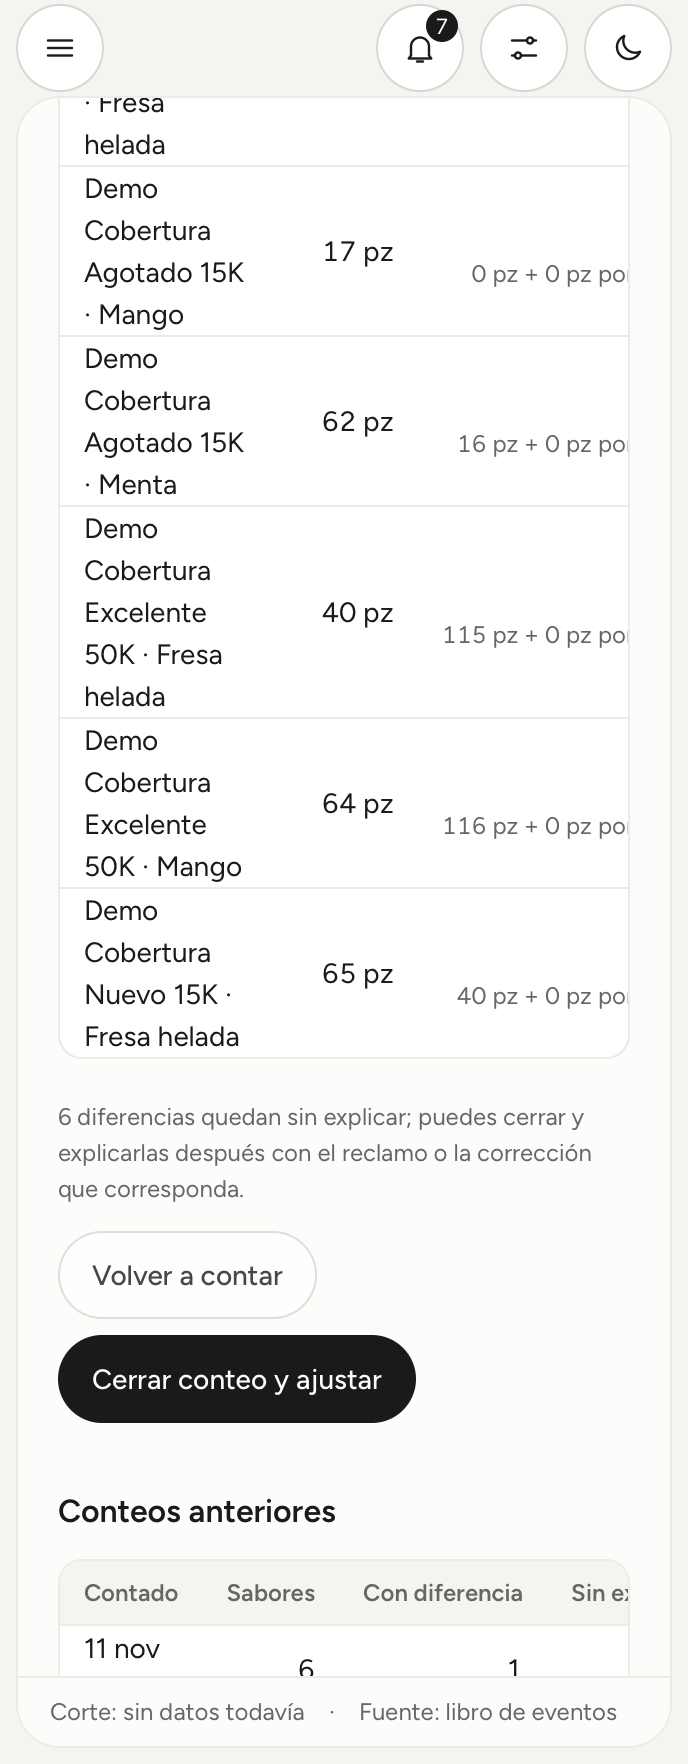 7
· Fresa
helada
Demo
Cobertura
Agotado 15K
· Mango
17 pz
0 pz + 0 pz
Demo
Cobertura
Agotado 15K
· Menta
62 pz
16 pz + 0 pz
Demo
Cobertura
Excelente
50K · Fresa
helada
40 pz
115 pz + 0 pz
Demo
Cobertura
Excelente
50K · Mango
64 pz
116 pz + 0 pz
Demo
Cobertura
Nuevo 15K ·
Fresa helada
65 pz
40 pz + 0 pz
6 diferencias quedan sin explicar; puedes cerrar y
explicarlas después con el reclamo o la corrección
que corresponda.
Volver a contar
Cerrar conteo y ajustar
Conteos anteriores
Contado Sabores Con diferencia Sin
11 nov
6 1
Corte: sin datos todavía · Fuente: libro de eventos